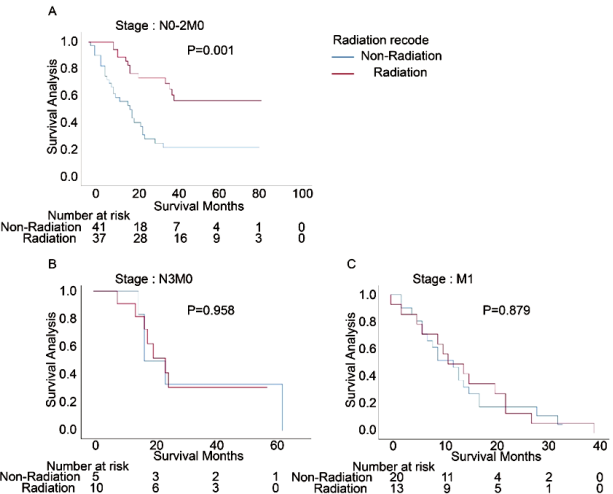 A
Stage : N0-2M0
P=0.001
Radiation recode
Non-Radiation
Radiation
Survival Analysis
1.0
0.8
0.6
0.4
0.2
0.0
0 20 40 60 80 100
Survival Months
Number at risk
Non-Radiation 41 18 7 4 1 0
Radiation 37 28 16 9 3 0
B
Stage : N3M0
P=0.958
Survival Analysis
1.0
0.8
0.6
0.4
0.2
0.0
0 20 40 60
Survival Months
Number at risk
Non-Radiation 5 3 2 1
Radiation 10 6 3 0
C
Stage : M1
P=0.879
Survival Analysis
1.0
0.8
0.6
0.4
0.2
0.0
0 10 20 30 40
Survival Months
Number at risk
Non-Radiation 20 11 4 2 0
Radiation 13 9 5 1 0